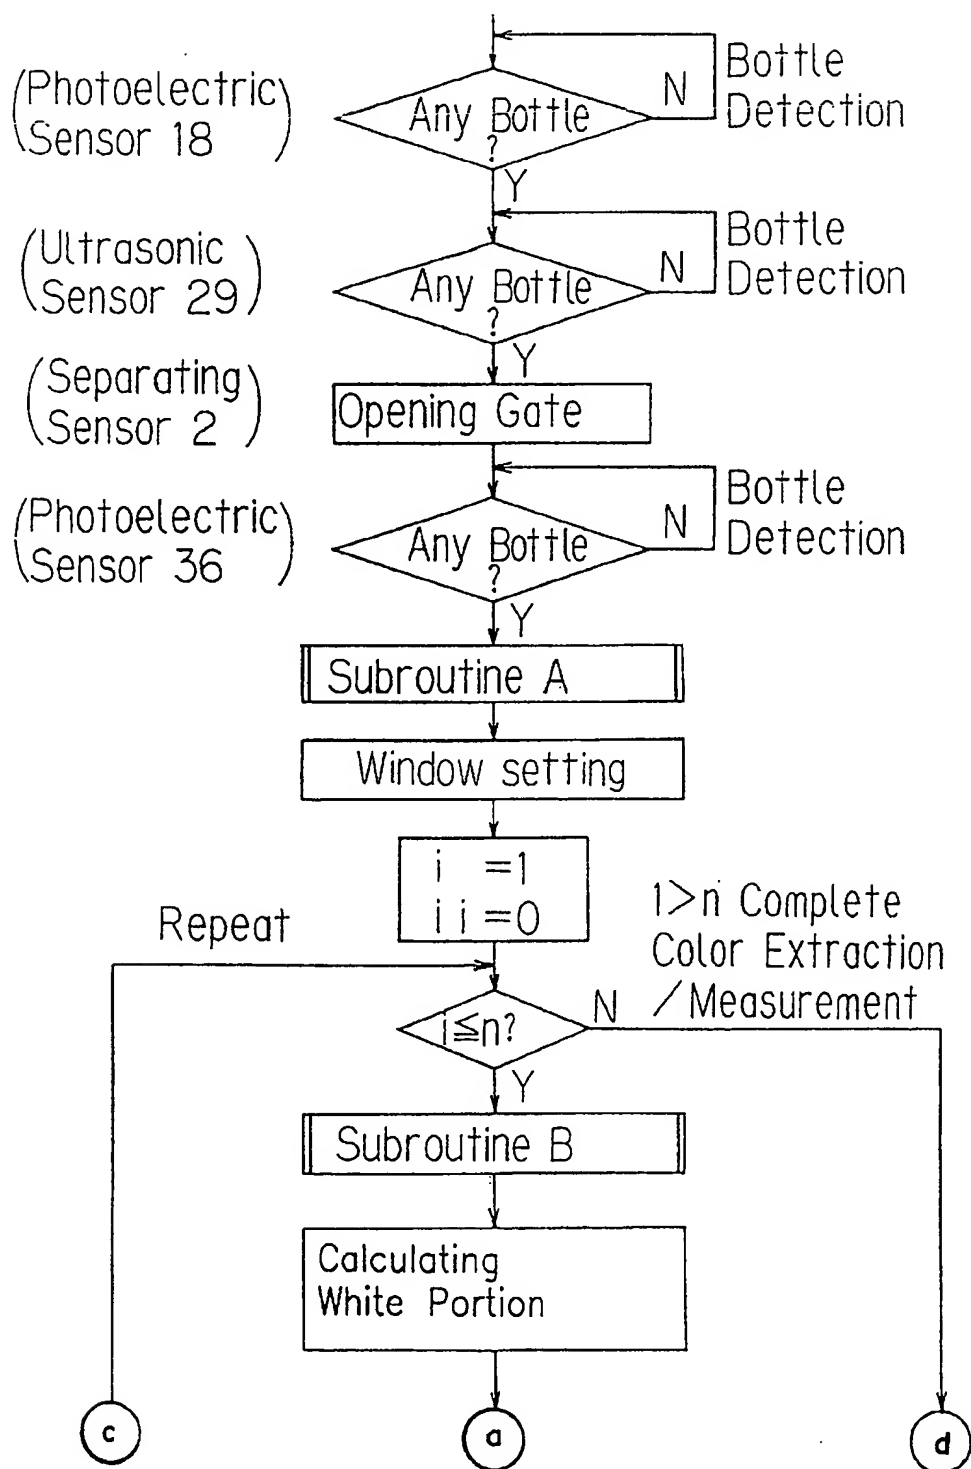 (Photoelectric
Sensor 18)
Any Bottle
?
N
Bottle
Detection
Y
(Ultrasonic
Sensor 29)
Any Bottle
?
N
Bottle
Detection
Y
(Separating
Sensor 2)
Opening Gate
(Photoelectric
Sensor 36)
Any Bottle
?
N
Bottle
Detection
Y
Subroutine A
Window setting
i =1
i i =0
Repeat
1>n Complete
Color Extraction
/Measurement
i≦n?
N
Y
Subroutine B
Calculating
White Portion
c
a
d